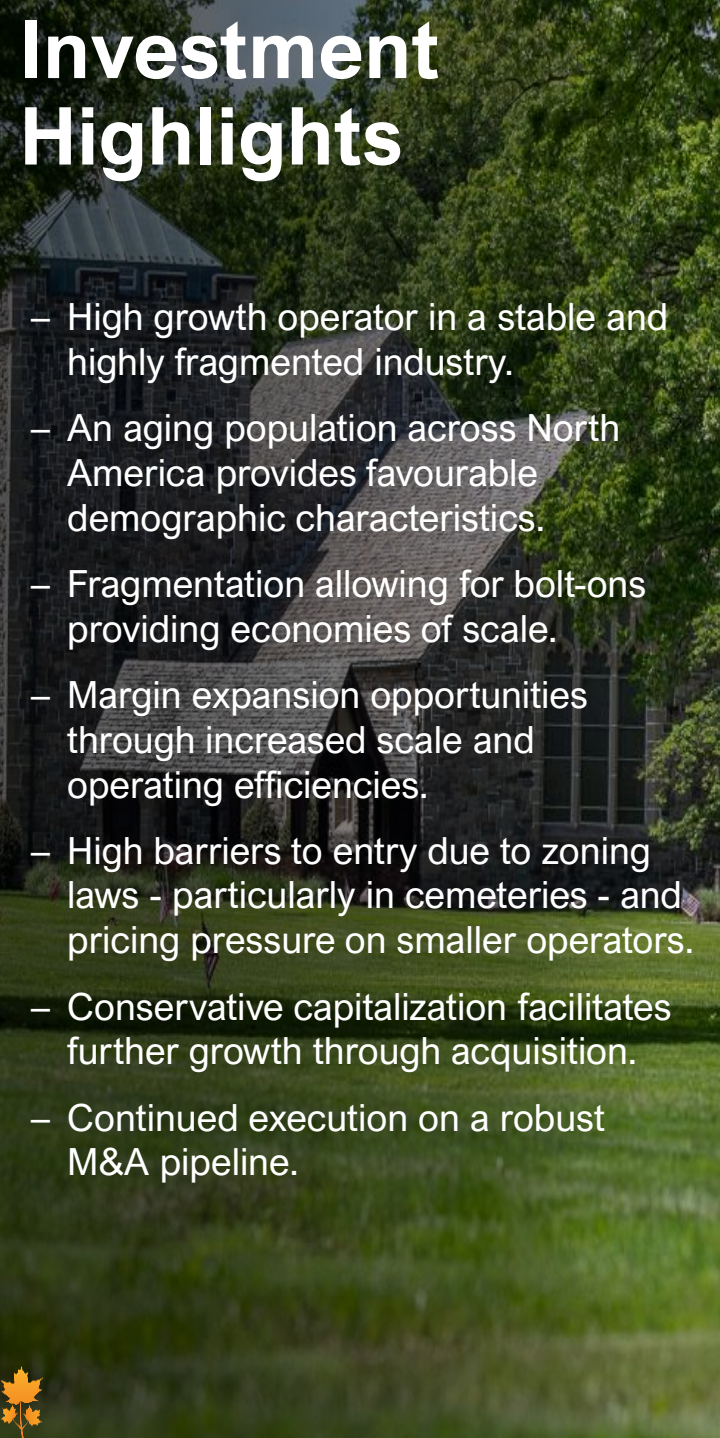 Investment
Highlights
– High growth operator in a stable and
highly fragmented industry.
– An aging population across North
America provides favourable
demographic characteristics.
– Fragmentation allowing for bolt-ons
providing economies of scale.
– Margin expansion opportunities
through increased scale and
operating efficiencies.
– High barriers to entry due to zoning
laws - particularly in cemeteries - and
pricing pressure on smaller operators.
– Conservative capitalization facilitates
further growth through acquisition.
– Continued execution on a robust
M&A pipeline.